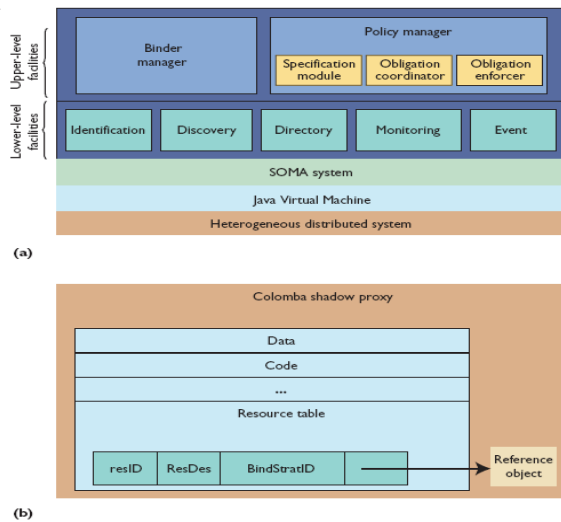 Upper-level
facilities
Binder
manager
Policy manager
Specification
module
Obligation
coordinator
Obligation
enforcer
Lower-level
facilities
Identification
Discovery
Directory
Monitoring
Event
SOMA system
Java Virtual Machine
Heterogeneous distributed system
(a)
Colomba shadow proxy
Data
Code
...
Resource table
resID
ResDes
BindStratID
Reference
object
(b)